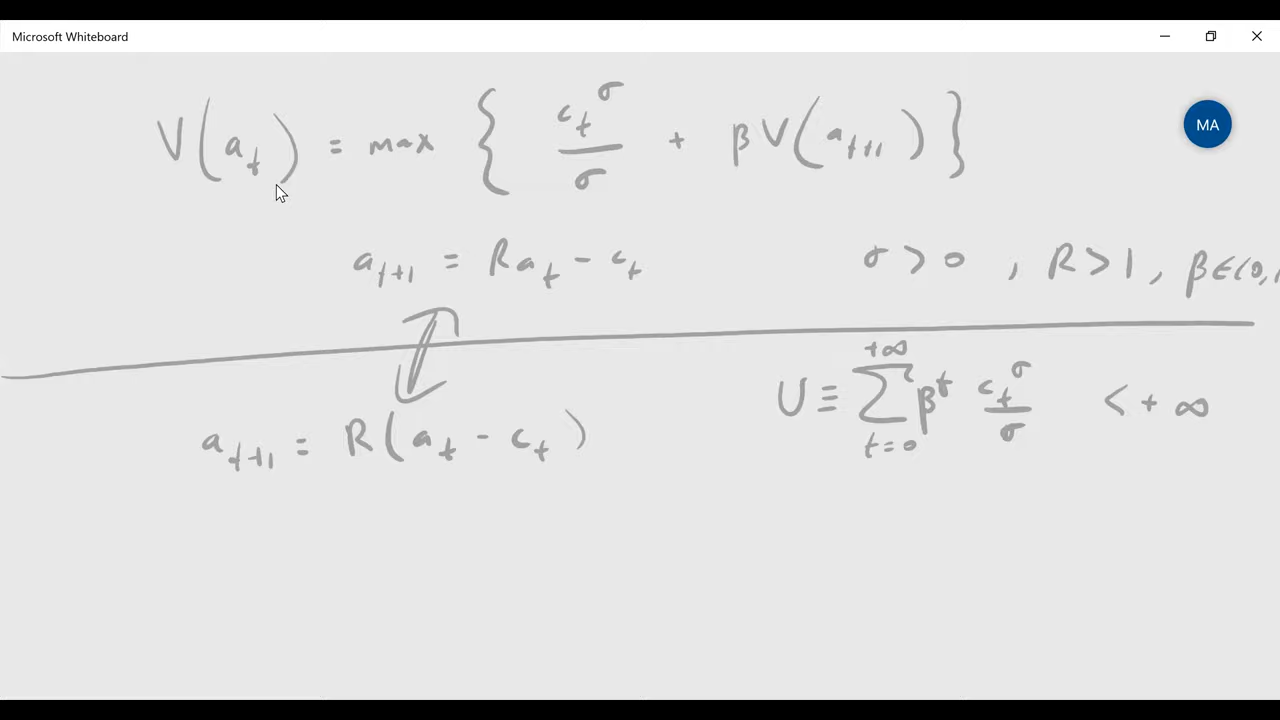 Microsoft Whiteboard
MA
V(a_t) = max { c_t^σ / σ + βV(a_{t+1}) }
a_{t+1} = Ra_t - c_t    σ > 0 , R > 1 , β ∈ (0,
a_{t+1} = R(a_t - c_t)    U ≡ ∑_{t=0}^{+∞} β^t c_t^σ / σ < + ∞